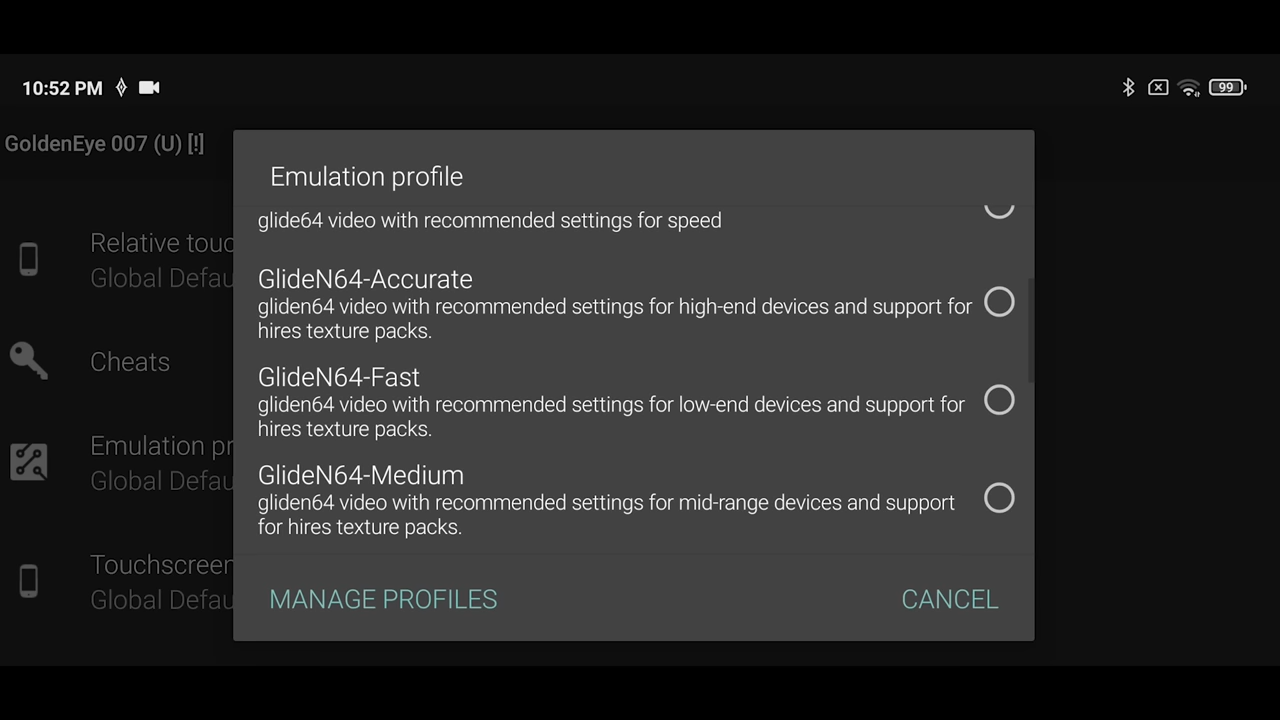 10:52 PM
99
GoldenEye 007 (U) [!]
Emulation profile
glide64 video with recommended settings for speed
Relative touc
Global Defau
GlideN64-Accurate
gliden64 video with recommended settings for high-end devices and support for
hires texture packs.
Cheats
GlideN64-Fast
gliden64 video with recommended settings for low-end devices and support for
hires texture packs.
Emulation pr
Global Defau
GlideN64-Medium
gliden64 video with recommended settings for mid-range devices and support
for hires texture packs.
Touchscreen
Global Defau
MANAGE PROFILES
CANCEL